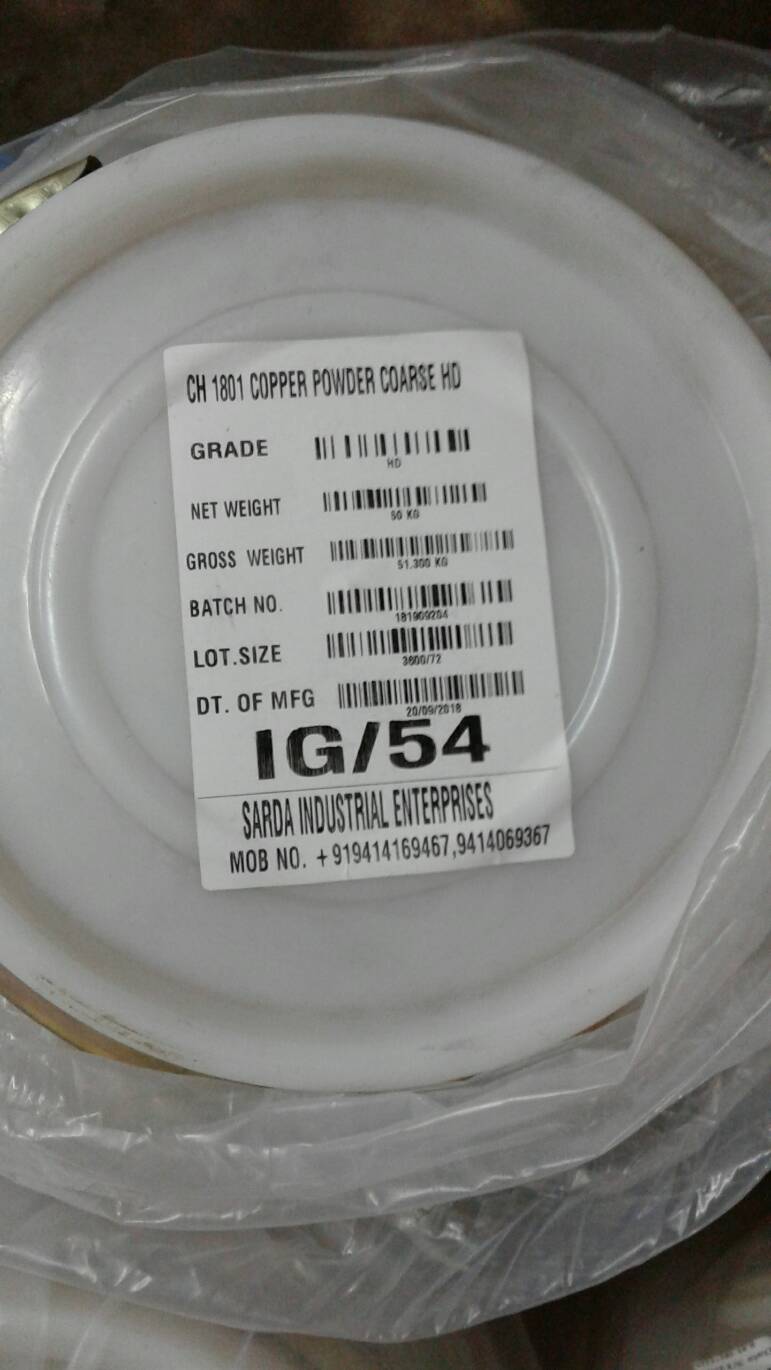 CH 1801 COPPER POWDER COARSE HD
GRADE
HD
NET WEIGHT
50 KG
GROSS WEIGHT
51.300 KG
BATCH NO.
181909204
LOT.SIZE
3600/72
DT. OF MFG
20/09/2018
IG/54
SARDA INDUSTRIAL ENTERPRISES
MOB NO. +919414169467,9414069367